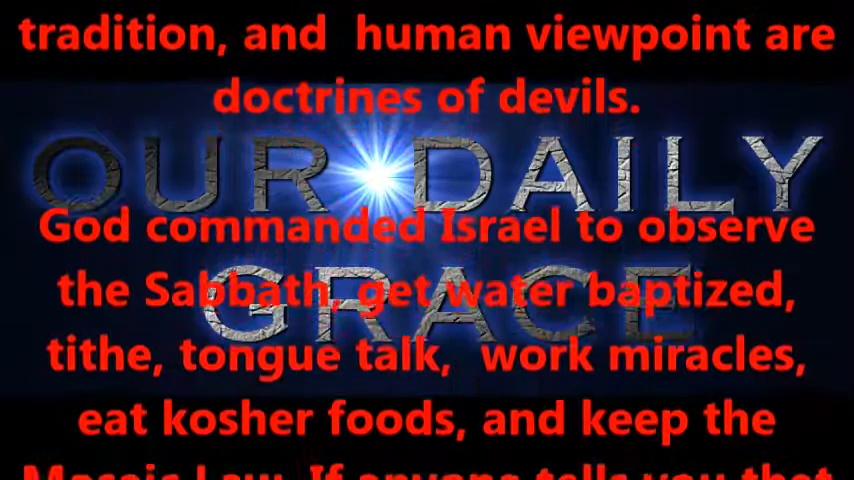 tradition, and human viewpoint are
doctrines of devils.
OUR DAILY
God commanded Israel to observe
GRACE
the Sabbath, get water baptized,
tithe, tongue talk, work miracles,
eat kosher foods, and keep the
Mosaic Law. If anyone tells you that